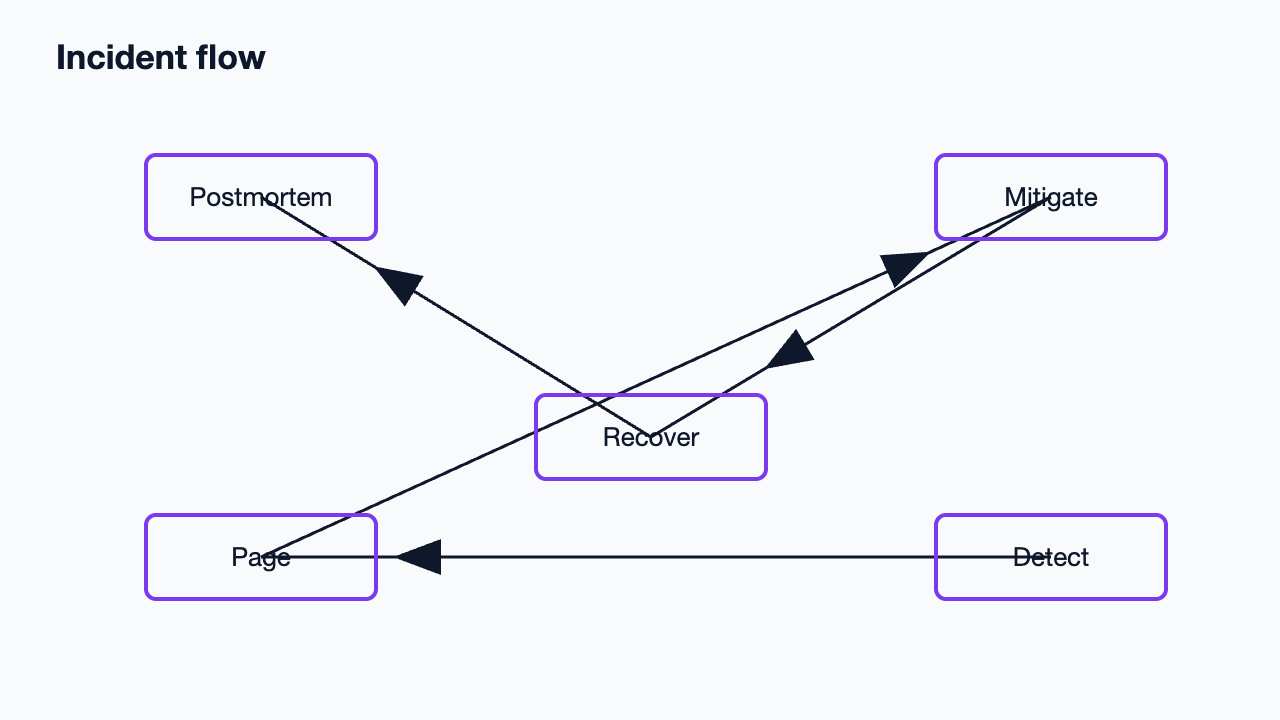 Incident flow
Postmortem
Mitigate
Recover
Page
Detect